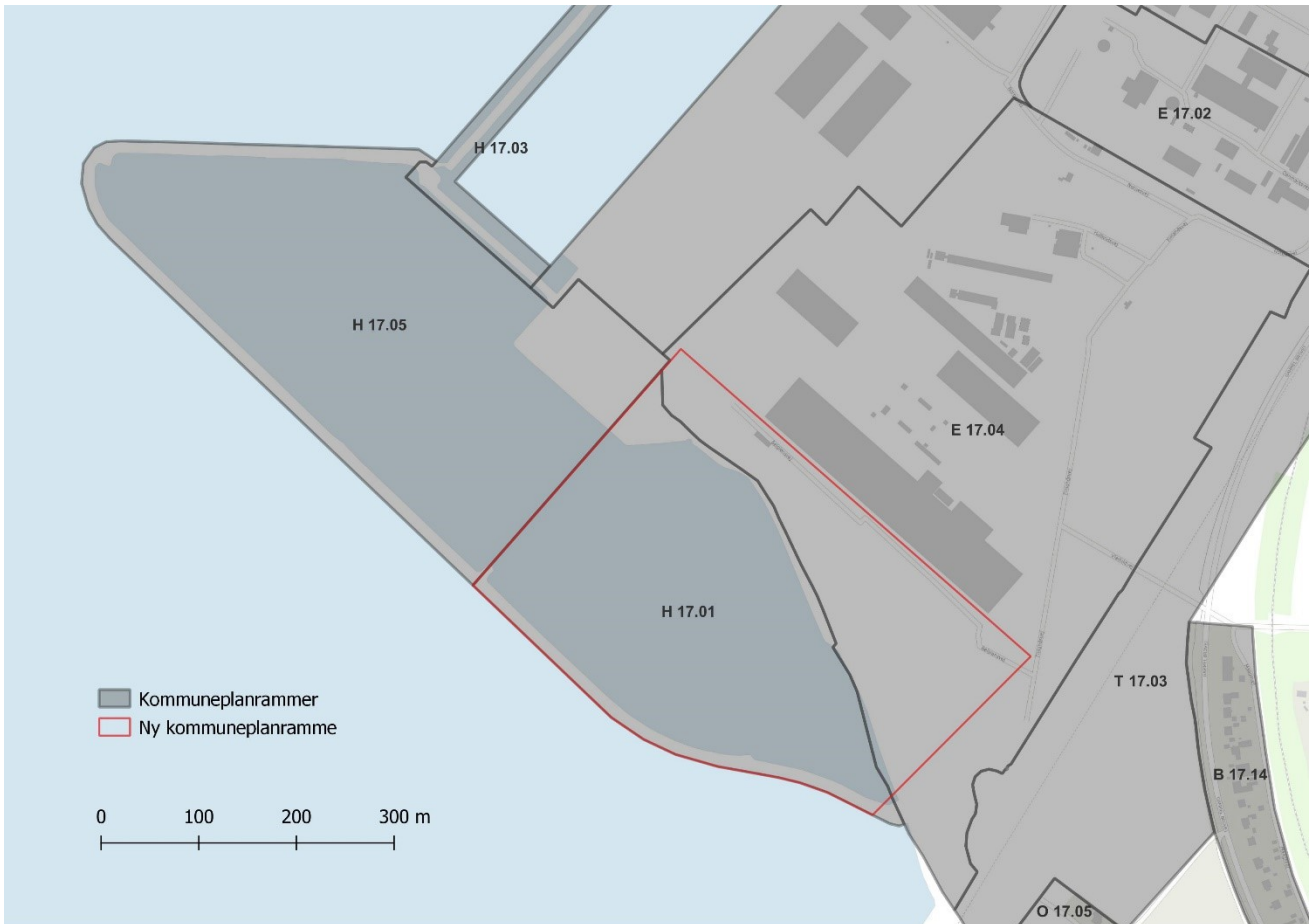 E 17.02
H 17.03
H 17.05
E 17.04
H 17.01
T 17.03
Kommuneplanrammer
Ny kommuneplanramme
B 17.14
0 100 200 300 m
O 17.05